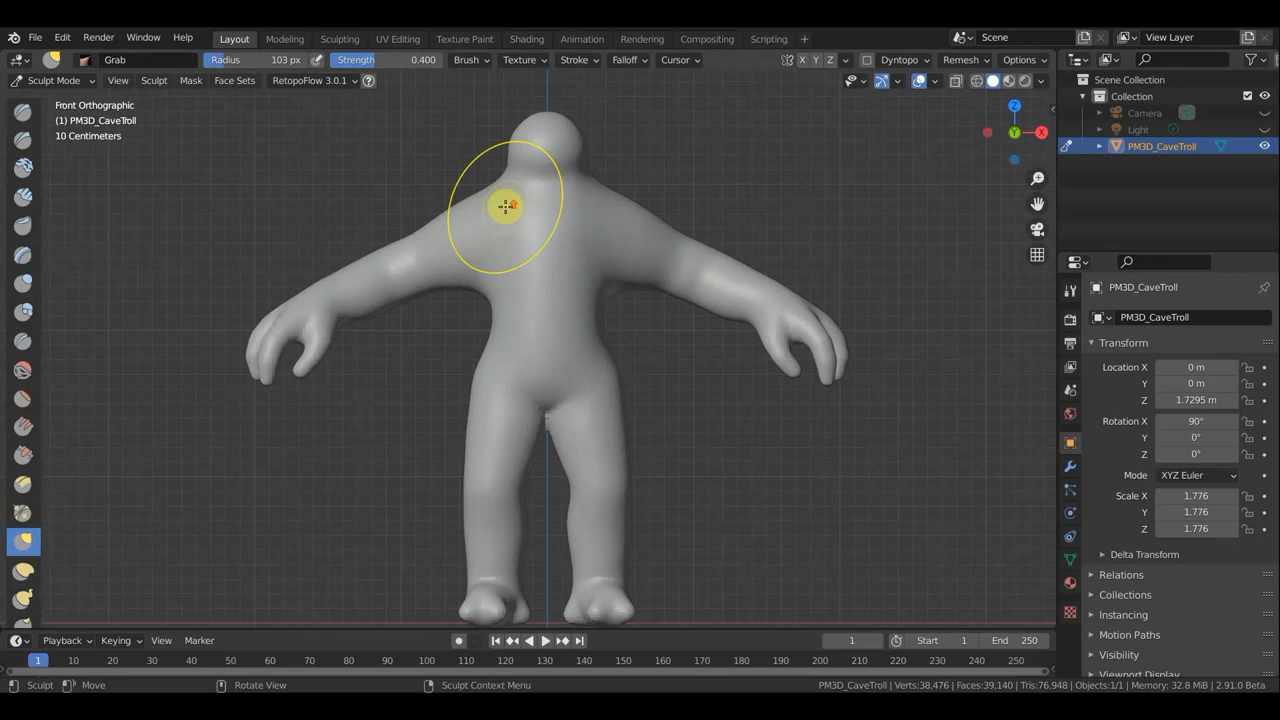 File Edit Render Window Help Layout Modeling Sculpting UV Editing Texture Paint Shading Animation Rendering Compositing Scripting + Scene View Layer
Grab Radius 103 px Strength 0.400 Brush Texture Stroke Falloff Cursor X Y Z Dyntopo Remesh Options
Sculpt Mode View Sculpt Mask Face Sets RetopoFlow 3.0.1 ?
Scene Collection
Collection
Camera
Light
PM3D_CaveTroll
Front Orthographic
(1) PM3D_CaveTroll
10 Centimeters
Z
Y
X
PM3D_CaveTroll
PM3D_CaveTroll
Transform
Location X 0 m
Y 0 m
Z 1.7295 m
Rotation X 90°
Y 0°
Z 0°
Mode XYZ Euler
Scale X 1.776
Y 1.776
Z 1.776
Delta Transform
Relations
Collections
Instancing
Motion Paths
Visibility
Viewport Display
Playback Keying View Marker 1 Start 1 End 250
1 10 20 30 40 50 60 70 80 90 100 110 120 130 140 150 160 170 180 190 200 210 220 230 240 250
Sculpt Move Rotate View Sculpt Context Menu PM3D_CaveTroll | Verts:38,476 | Faces:39,140 | Tris:76,948 | Objects:1/1 | Memory: 32.8 MiB | 2.91.0 Beta